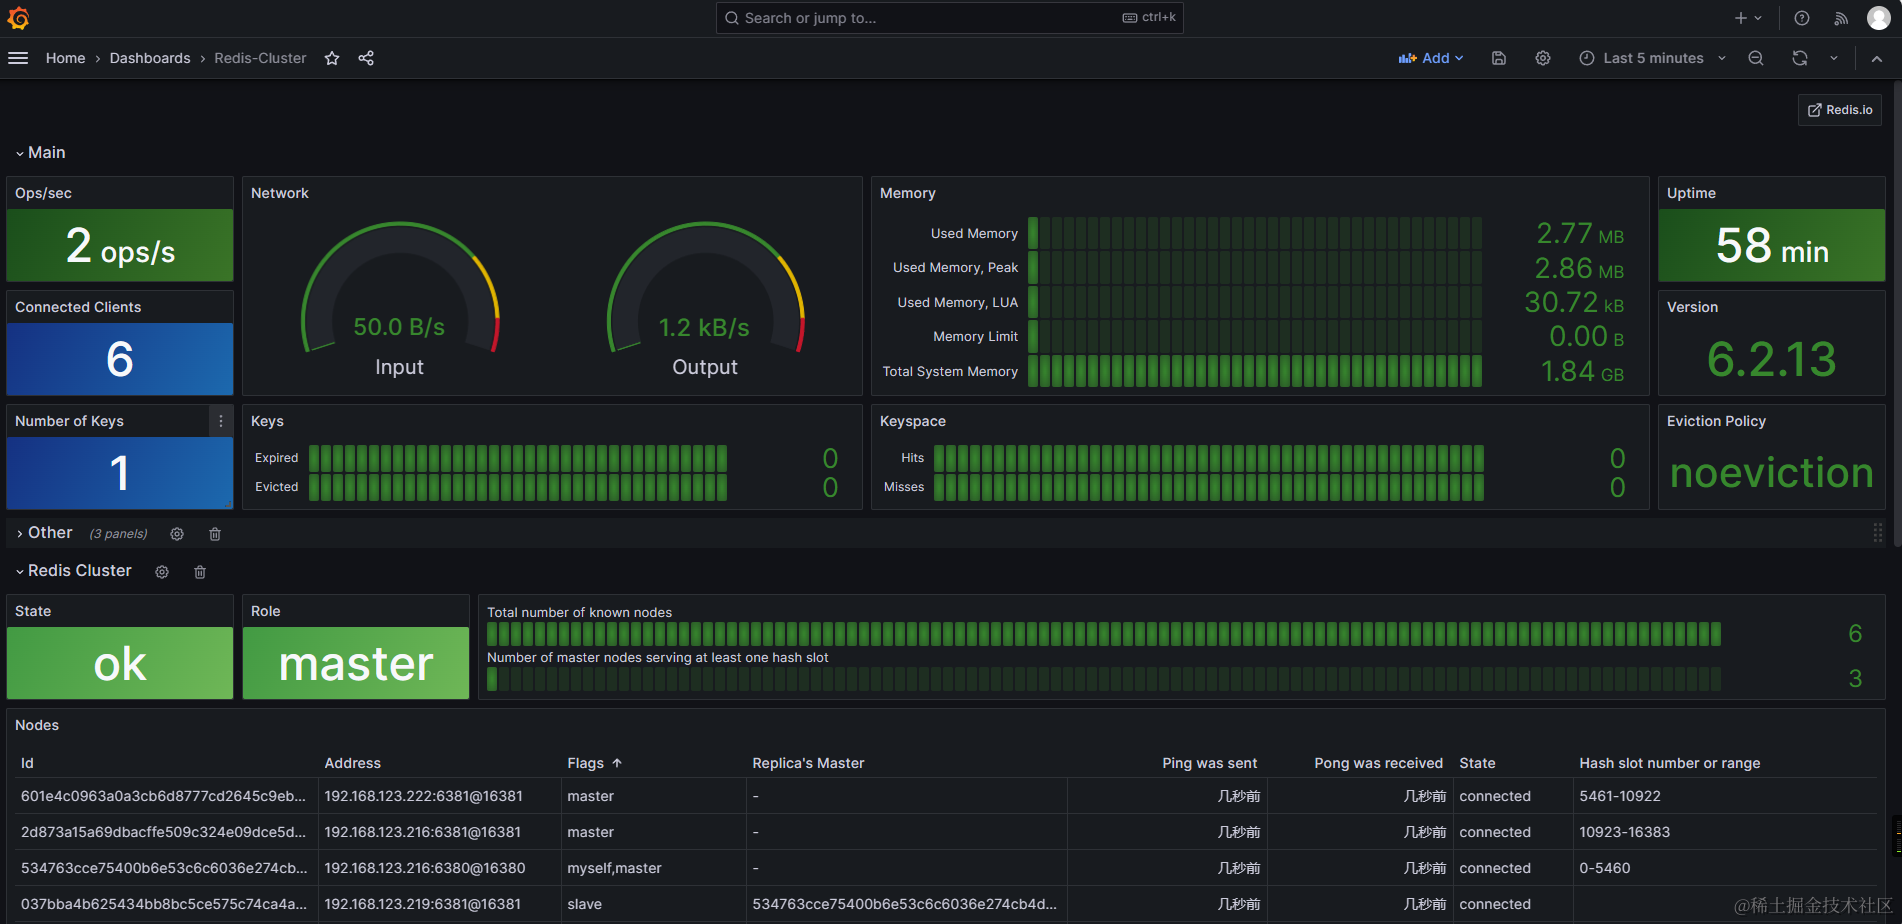 Search or jump to... ctrl+k
Home › Dashboards › Redis-Cluster
Add Last 5 minutes
Redis.io
Main
Ops/sec
2 ops/s
Connected Clients
6
Number of Keys
1
Network
50.0 B/s
Input
1.2 kB/s
Output
Memory
Used Memory 2.77 MB
Used Memory, Peak 2.86 MB
Used Memory, LUA 30.72 kB
Memory Limit 0.00 B
Total System Memory 1.84 GB
Uptime
58 min
Version
6.2.13
Keys
Expired 0
Evicted 0
Keyspace
Hits 0
Misses 0
Eviction Policy
noeviction
Other (3 panels)
Redis Cluster
State
ok
Role
master
Total number of known nodes
6
Number of master nodes serving at least one hash slot
3
Nodes
Id Address Flags ↑ Replica's Master Ping was sent Pong was received State Hash slot number or range
601e4c0963a0a3cb6d8777cd2645c9eb... 192.168.123.222:6381@16381 master - 几秒前 几秒前 connected 5461-10922
2d873a15a69dbacffe509c324e09dce5d... 192.168.123.216:6381@16381 master - 几秒前 几秒前 connected 10923-16383
534763cce75400b6e53c6c6036e274cb... 192.168.123.216:6380@16380 myself,master - 几秒前 几秒前 connected 0-5460
037bba4b625434bb8bc5ce575c74ca4a... 192.168.123.219:6381@16381 slave 534763cce75400b6e53c6c6036e274cb4d... 几秒前 几秒前 connected
@稀土掘金技术社区